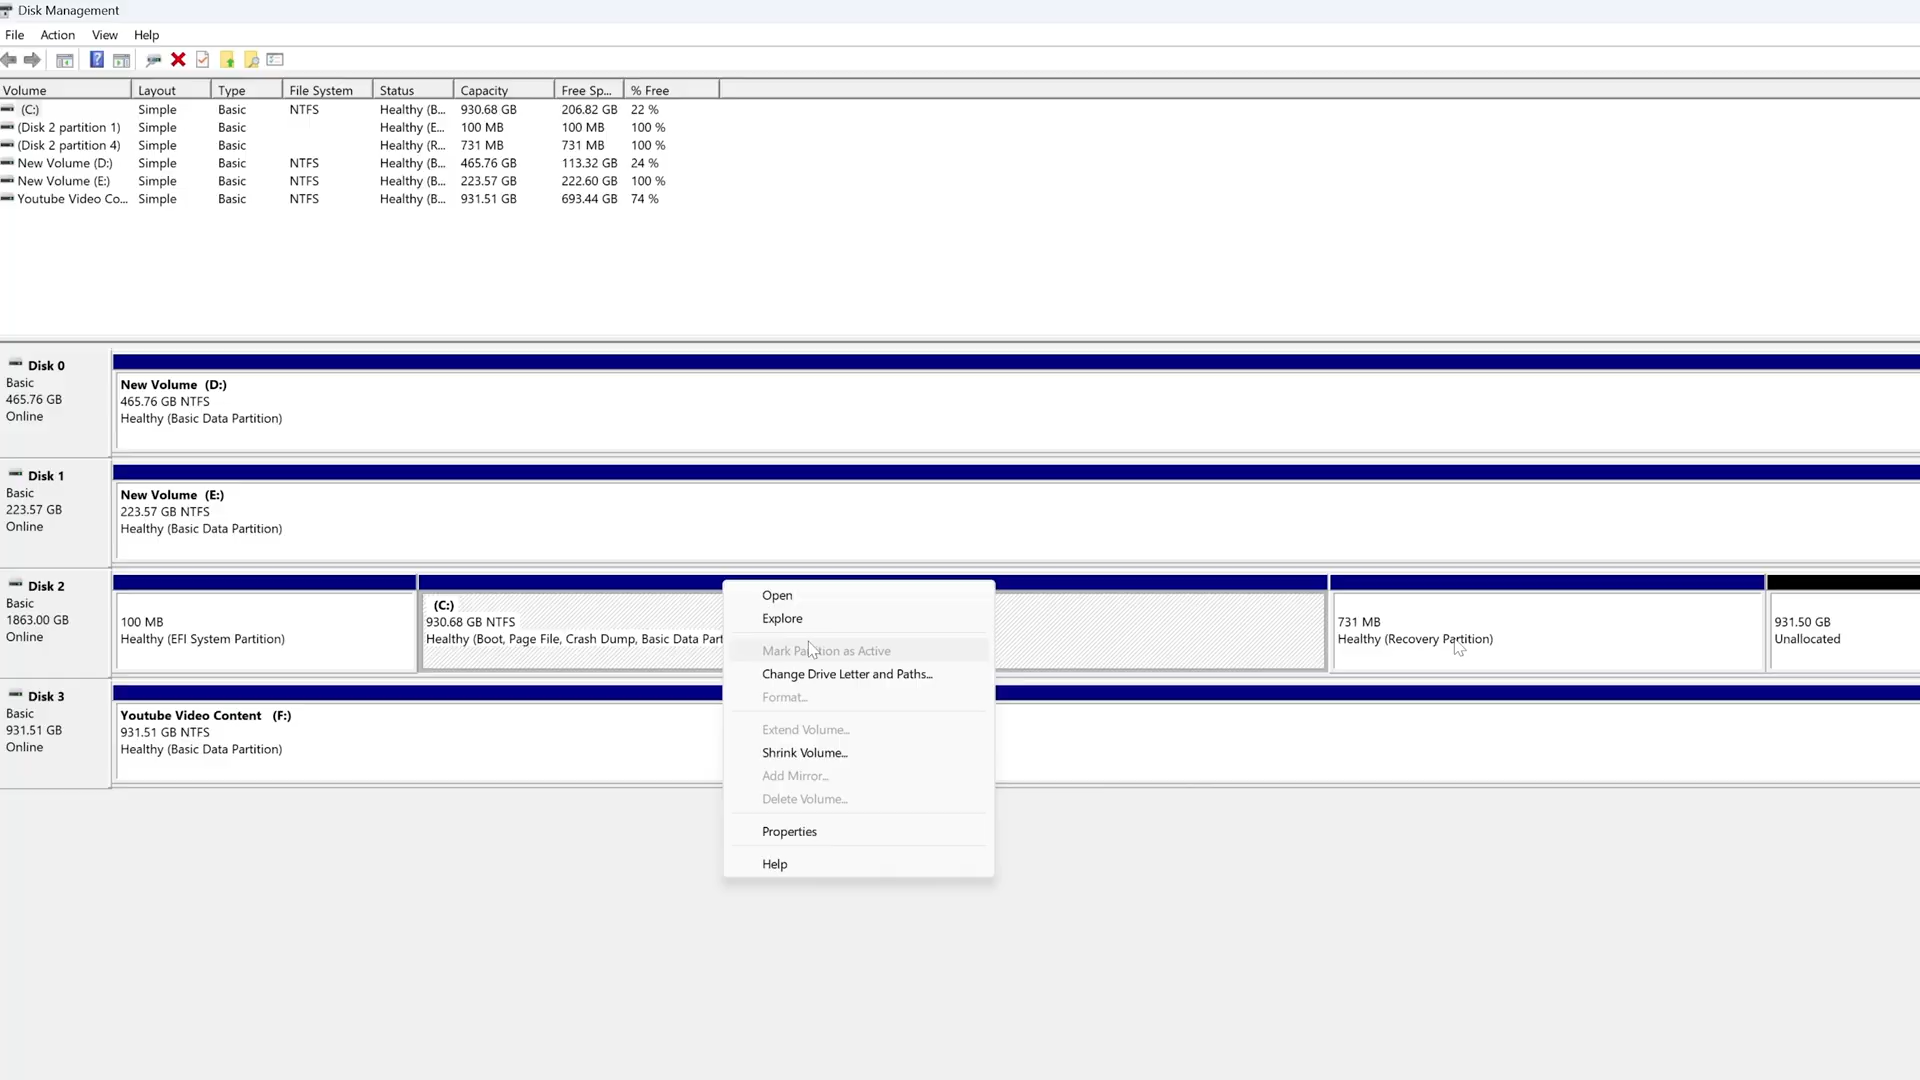 Disk Management
File Action View Help
Volume Layout Type File System Status Capacity Free Sp... % Free
(C:) Simple Basic NTFS Healthy (B... 930.68 GB 206.82 GB 22 %
(Disk 2 partition 1) Simple Basic Healthy (E... 100 MB 100 MB 100 %
(Disk 2 partition 4) Simple Basic Healthy (R... 731 MB 731 MB 100 %
New Volume (D:) Simple Basic NTFS Healthy (B... 465.76 GB 113.32 GB 24 %
New Volume (E:) Simple Basic NTFS Healthy (B... 223.57 GB 222.60 GB 100 %
Youtube Video Co... Simple Basic NTFS Healthy (B... 931.51 GB 693.44 GB 74 %
Disk 0
Basic
465.76 GB
Online
New Volume (D:)
465.76 GB NTFS
Healthy (Basic Data Partition)
Disk 1
Basic
223.57 GB
Online
New Volume (E:)
223.57 GB NTFS
Healthy (Basic Data Partition)
Disk 2
Basic
1863.00 GB
Online
100 MB
Healthy (EFI System Partition)
(C:)
930.68 GB NTFS
Healthy (Boot, Page File, Crash Dump, Basic Data Part
731 MB
Healthy (Recovery Partition)
931.50 GB
Unallocated
Disk 3
Basic
931.51 GB
Online
Youtube Video Content (F:)
931.51 GB NTFS
Healthy (Basic Data Partition)
Open
Explore
Mark Partition as Active
Change Drive Letter and Paths...
Format...
Extend Volume...
Shrink Volume...
Add Mirror...
Delete Volume...
Properties
Help